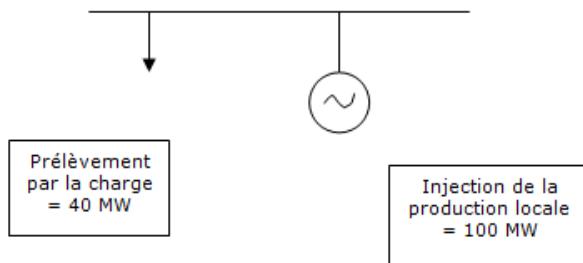 Prélèvement
par la charge
= 40 MW
Injection de la
production locale
= 100 MW